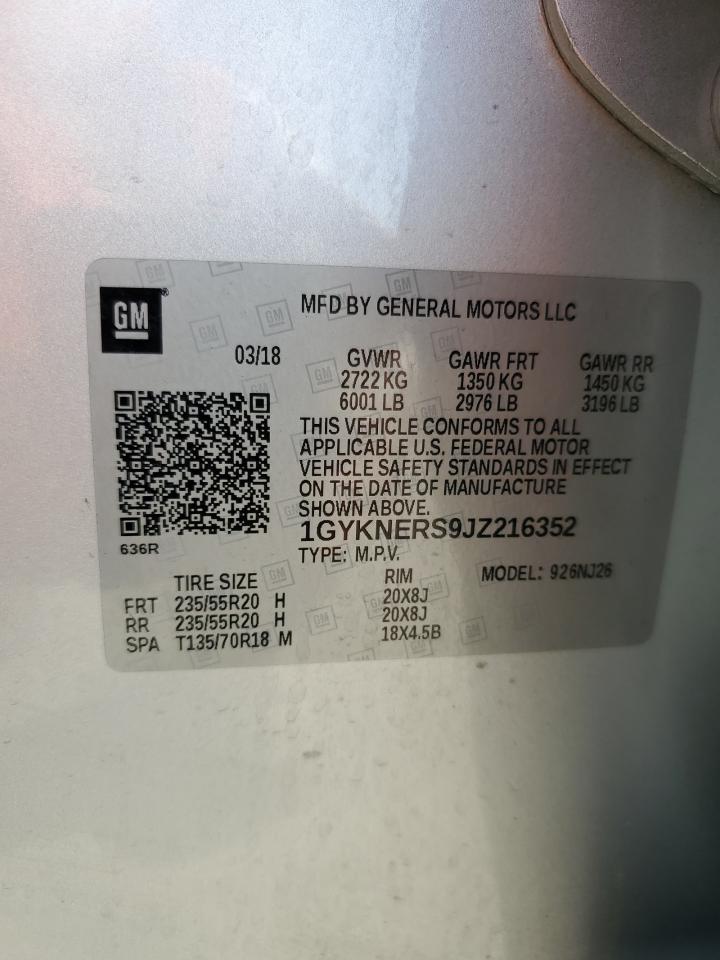 GM®
MFD BY GENERAL MOTORS LLC
03/18 GVWR GAWR FRT GAWR RR
2722 KG 1350 KG 1450 KG
6001 LB 2976 LB 3196 LB
THIS VEHICLE CONFORMS TO ALL
APPLICABLE U.S. FEDERAL MOTOR
VEHICLE SAFETY STANDARDS IN EFFECT
ON THE DATE OF MANUFACTURE
SHOWN ABOVE.
1GYKNERS9JZ216352
636R
TYPE: M.P.V.
TIRE SIZE RIM MODEL: 926NJ26
FRT 235/55R20 H 20X8J
RR 235/55R20 H 20X8J
SPA T135/70R18 M 18X4.5B